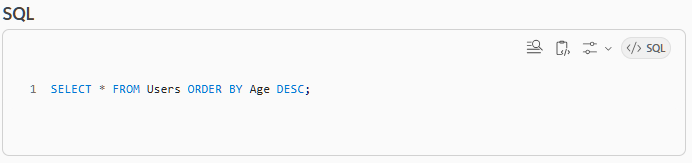 SQL
</> SQL
1 SELECT * FROM Users ORDER BY Age DESC;